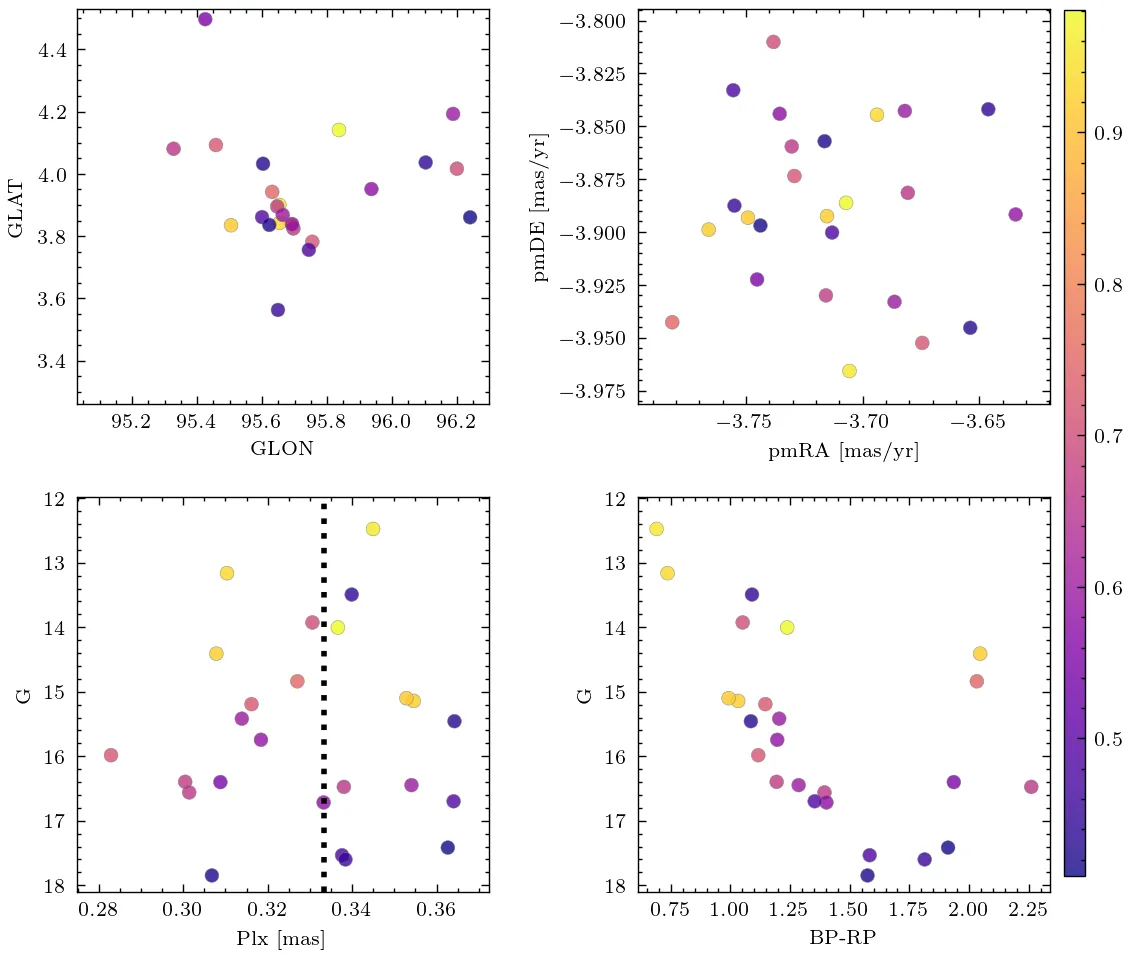 4.4
4.2
4.0
3.8
3.6
3.4
GLAT
95.2 95.4 95.6 95.8 96.0 96.2
GLON
−3.800
−3.825
−3.850
−3.875
−3.900
−3.925
−3.950
−3.975
pmDE [mas/yr]
−3.75 −3.70 −3.65
pmRA [mas/yr]
0.9
0.8
0.7
0.6
0.5
12
13
14
15
16
17
18
G
0.28 0.30 0.32 0.34 0.36
Plx [mas]
12
13
14
15
16
17
18
G
0.75 1.00 1.25 1.50 1.75 2.00 2.25
BP-RP